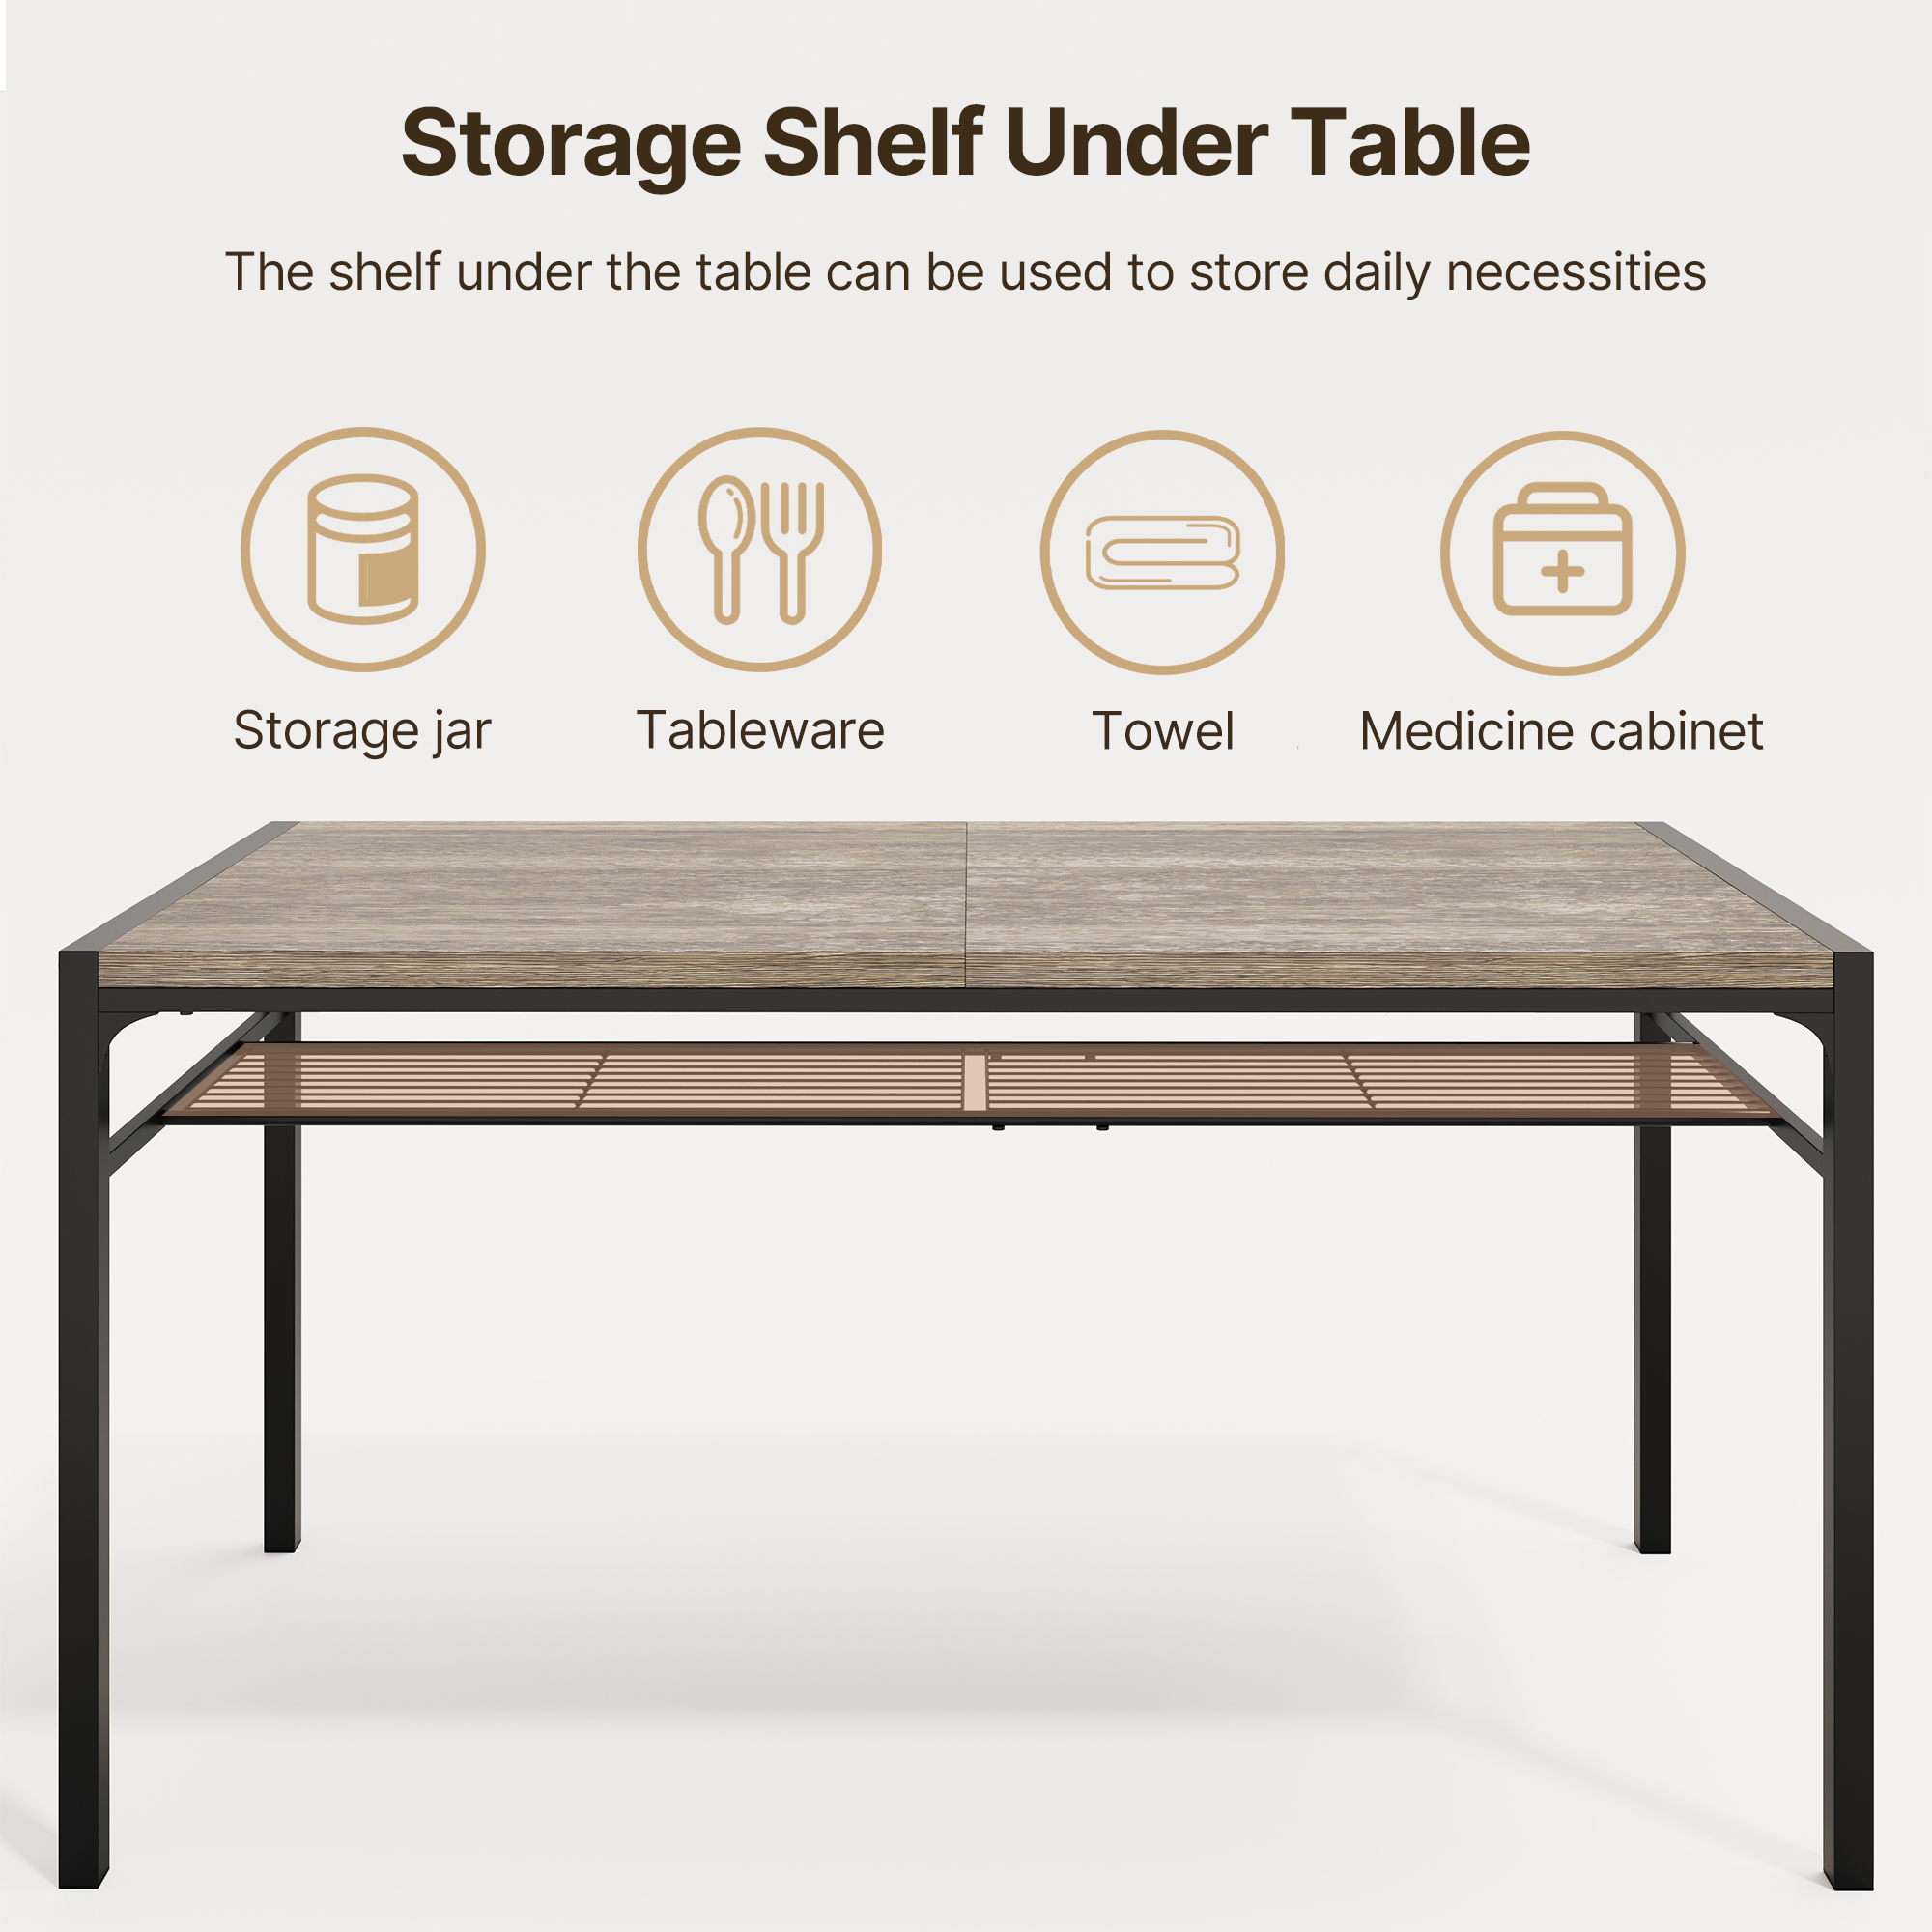 Storage Shelf Under Table
The shelf under the table can be used to store daily necessities
Storage jar
Tableware
Towel
Medicine cabinet